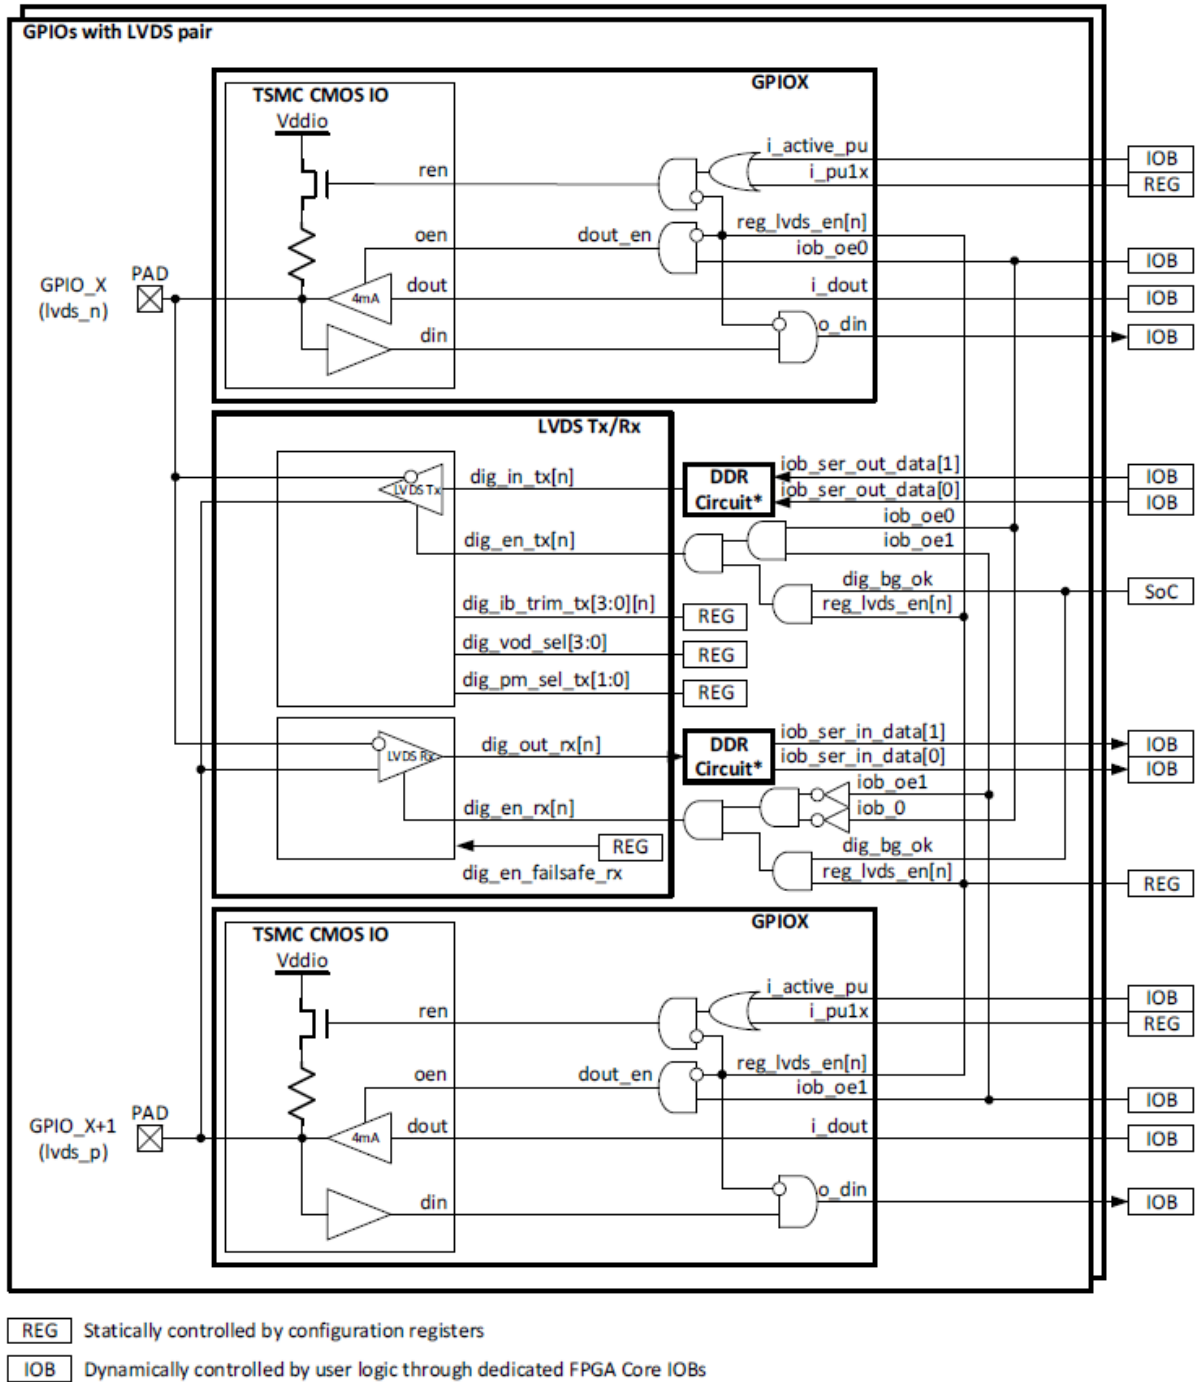 GPIOs with LVDS pair
GPIOX
TSMC CMOS IO
Vddio
i_active_pu
IOB
ren
i_pu1x
REG
reg_lvds_en[n]
oen
dout_en
iob_oe0
IOB
PAD
GPIO_X
(lvds_n)
dout
4mA
i_dout
IOB
din
o_din
IOB
LVDS Tx/Rx
iob_ser_out_data[1]
IOB
dig_in_tx[n]
DDR
Circuit*
LVDS Tx
iob_ser_out_data[0]
IOB
iob_oe0
dig_en_tx[n]
iob_oe1
dig_bg_ok
SoC
dig_ib_trim_tx[3:0][n]
REG
reg_lvds_en[n]
dig_vod_sel[3:0]
REG
dig_pm_sel_tx[1:0]
REG
iob_ser_in_data[1]
IOB
dig_out_rx[n]
DDR
Circuit*
LVDS Rx
iob_ser_in_data[0]
IOB
iob_oe1
dig_en_rx[n]
iob_0
REG
dig_bg_ok
dig_en_failsafe_rx
reg_lvds_en[n]
REG
GPIOX
TSMC CMOS IO
Vddio
i_active_pu
IOB
ren
i_pu1x
REG
reg_lvds_en[n]
oen
dout_en
iob_oe1
IOB
PAD
GPIO_X+1
(lvds_p)
dout
4mA
i_dout
IOB
din
o_din
IOB
REG Statically controlled by configuration registers
IOB Dynamically controlled by user logic through dedicated FPGA Core IOBs